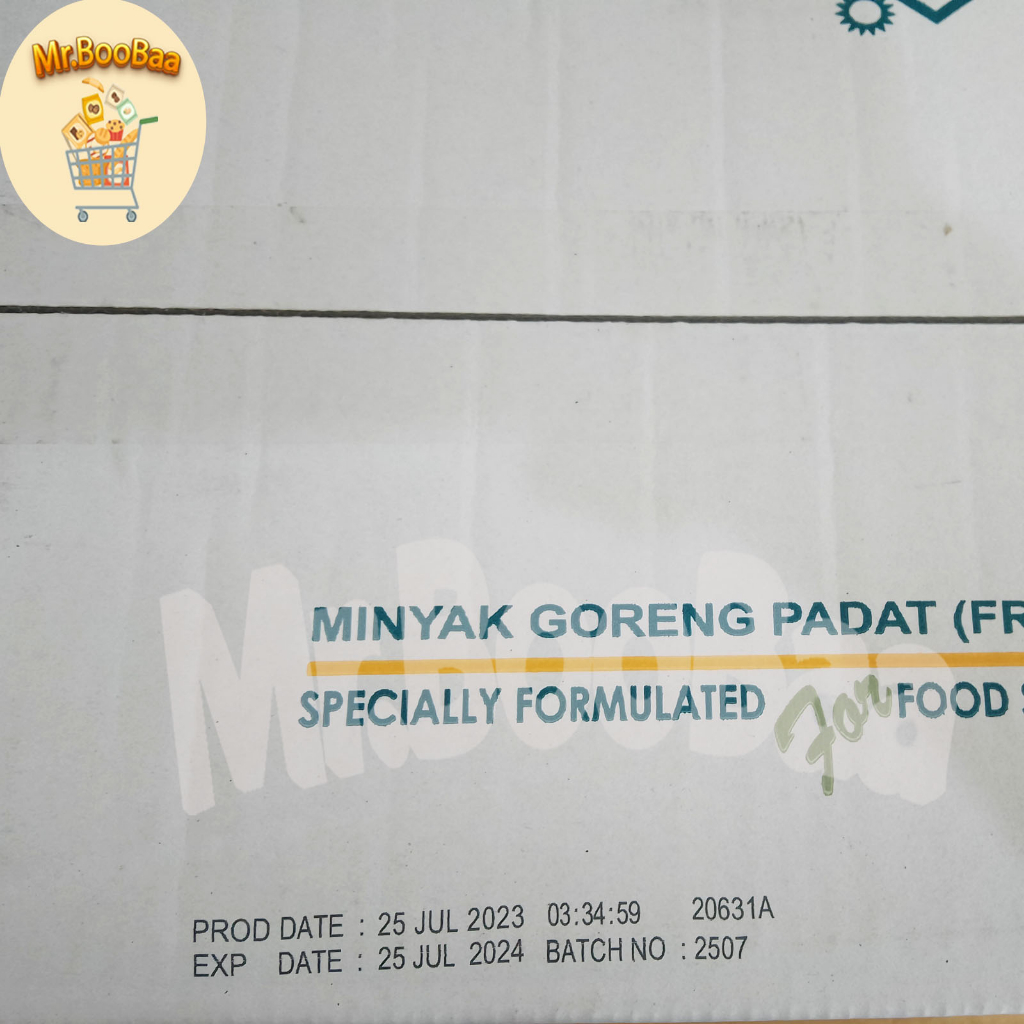 Mr.BooBaa
MINYAK GORENG PADAT (FR
SPECIALLY FORMULATED For FOOD
Mr.BooBaa
PROD DATE : 25 JUL 2023 03:34:59 20631A
EXP DATE : 25 JUL 2024 BATCH NO : 2507